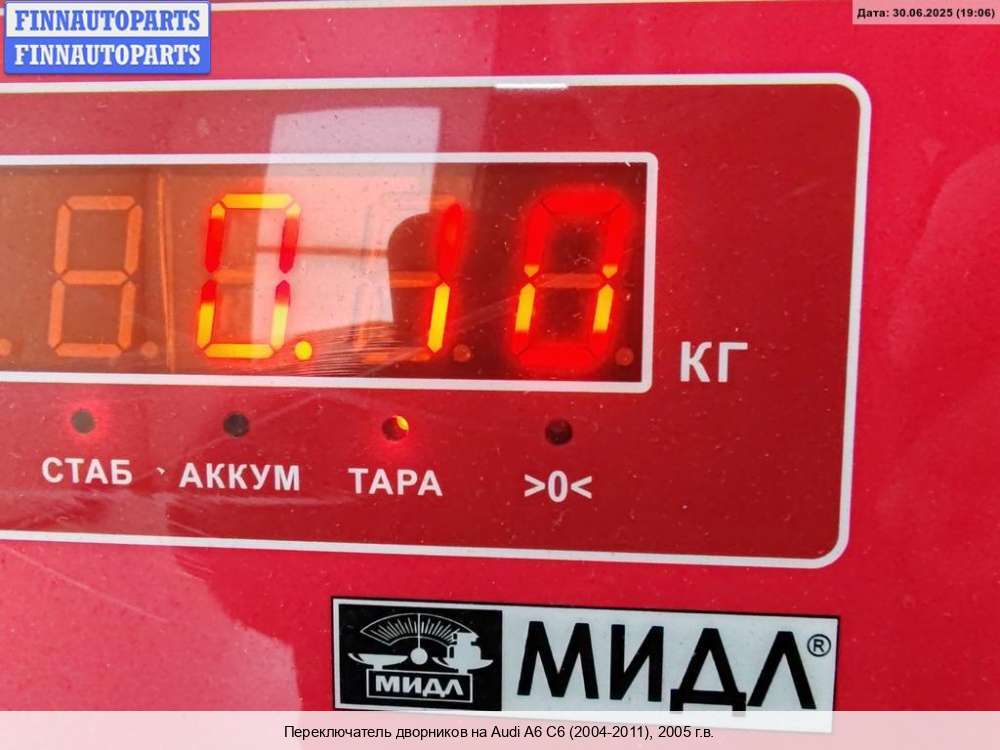 FINNAUTOPARTS
FINNAUTOPARTS
Дата: 30.06.2025 (19:06)
0.10
КГ
СТАБ АККУМ ТАРА >0<
МИДЛ
МИДЛ®
Переключатель дворников на Audi A6 C6 (2004-2011), 2005 г.в.